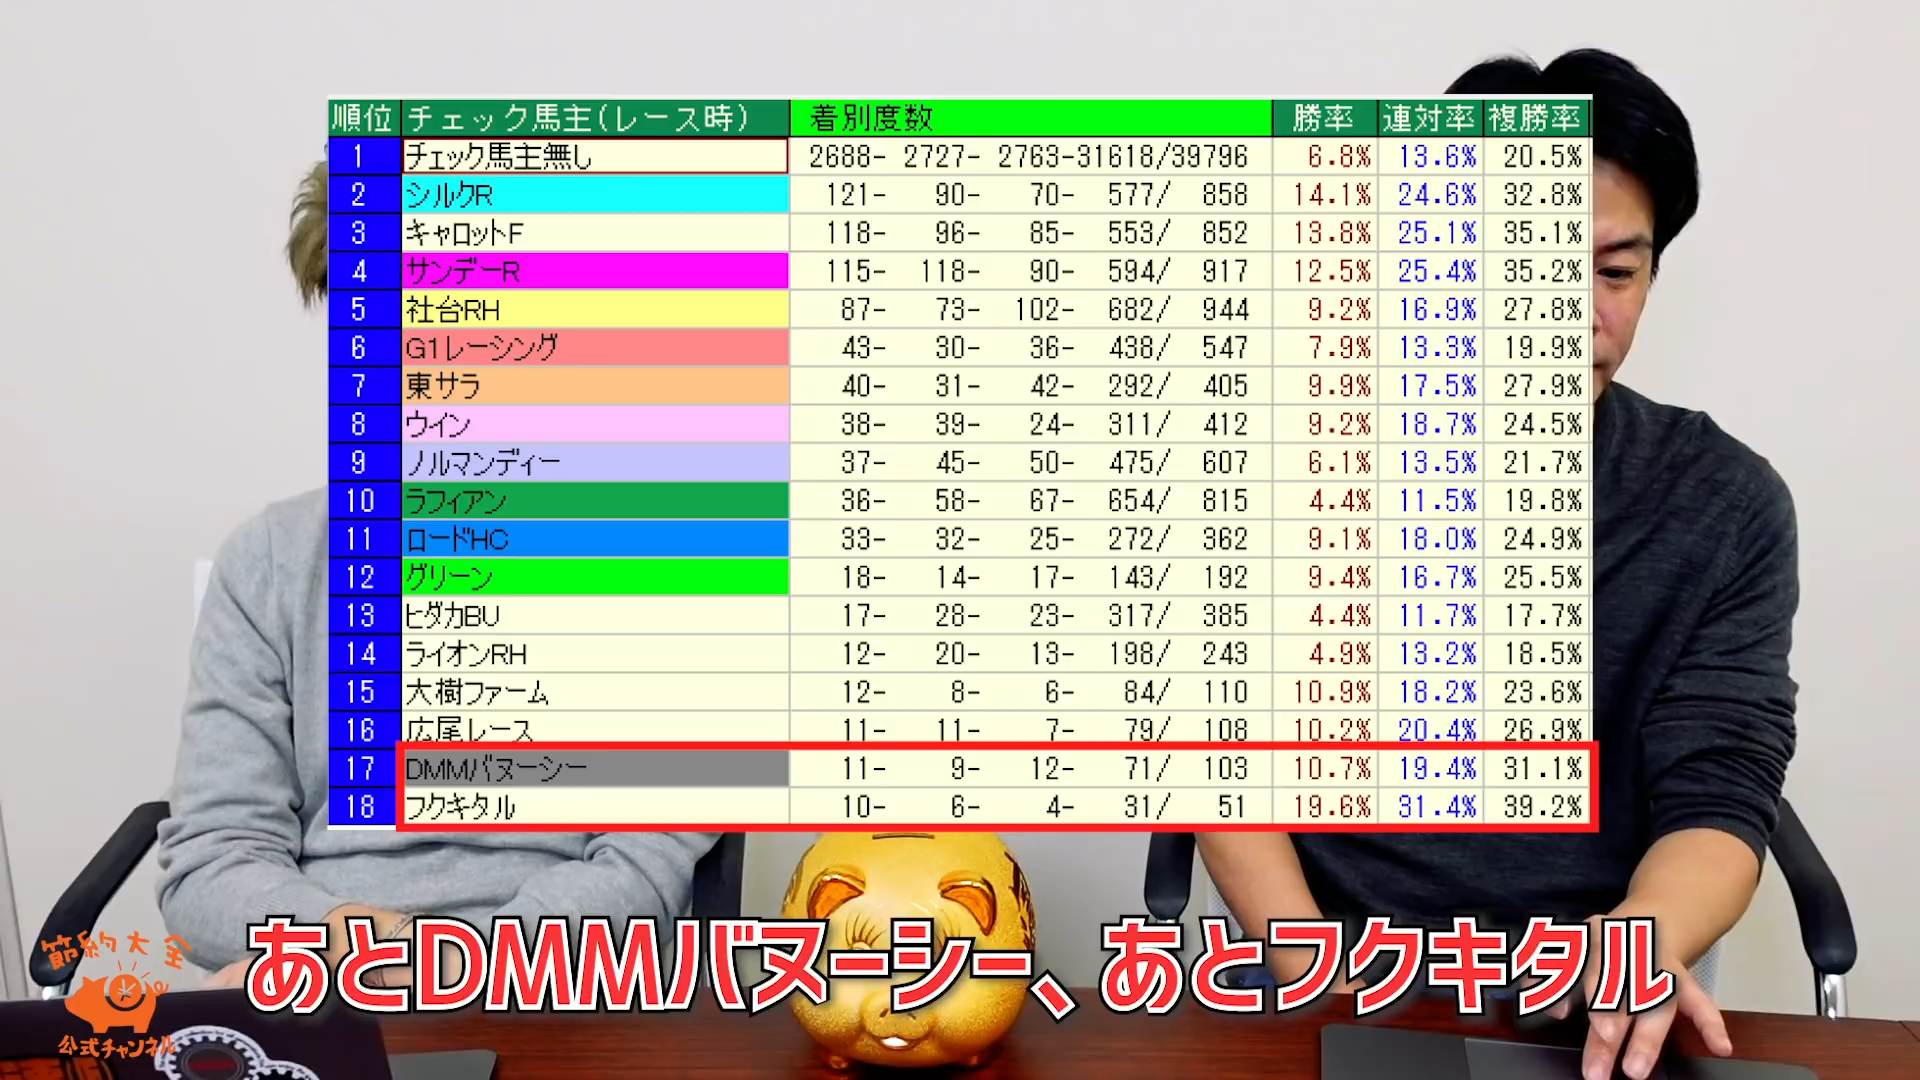 順位 チェック馬主(レース時) 着別度数 勝率 連対率 複勝率
1 チェック馬主無し 2688- 2727- 2763-31618/39796 6.8% 13.6% 20.5%
2 シルクR 121- 90- 70- 577/ 858 14.1% 24.6% 32.8%
3 キャロットF 118- 96- 85- 553/ 852 13.8% 25.1% 35.1%
4 サンデーR 115- 118- 90- 594/ 917 12.5% 25.4% 35.2%
5 社台RH 87- 73- 102- 682/ 944 9.2% 16.9% 27.8%
6 G1レーシング 43- 30- 36- 438/ 547 7.9% 13.3% 19.9%
7 東サラ 40- 31- 42- 292/ 405 9.9% 17.5% 27.9%
8 ウイン 38- 39- 24- 311/ 412 9.2% 18.7% 24.5%
9 ノルマンディー 37- 45- 50- 475/ 607 6.1% 13.5% 21.7%
10 ラフィアン 36- 58- 67- 654/ 815 4.4% 11.5% 19.8%
11 ロードHC 33- 32- 25- 272/ 362 9.1% 18.0% 24.9%
12 グリーン 18- 14- 17- 143/ 192 9.4% 16.7% 25.5%
13 ヒダカBU 17- 28- 23- 317/ 385 4.4% 11.7% 17.7%
14 ライオンRH 12- 20- 13- 198/ 243 4.9% 13.2% 18.5%
15 大樹ファーム 12- 8- 6- 84/ 110 10.9% 18.2% 23.6%
16 広尾レース 11- 11- 7- 79/ 108 10.2% 20.4% 26.9%
17 DMMバヌーシー 11- 9- 12- 71/ 103 10.7% 19.4% 31.1%
18 フクキタル 10- 6- 4- 31/ 51 19.6% 31.4% 39.2%
あとDMMバヌーシー、あとフクキタル
節約大全
公式チャンネル